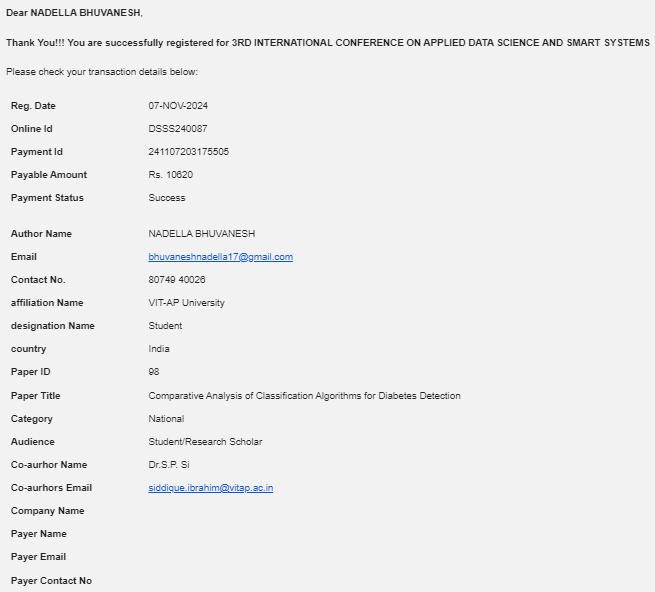 Dear NADELLA BHUVANESH,
Thank You!!! You are successfully registered for 3RD INTERNATIONAL CONFERENCE ON APPLIED DATA SCIENCE AND SMART SYSTEMS
Please check your transaction details below:
Reg. Date 07-NOV-2024
Online Id DSSS240087
Payment Id 241107203175505
Payable Amount Rs. 10620
Payment Status Success
Author Name NADELLA BHUVANESH
Email bhuvaneshnadella17@gmail.com
Contact No. 80749 40026
affiliation Name VIT-AP University
designation Name Student
country India
Paper ID 98
Paper Title Comparative Analysis of Classification Algorithms for Diabetes Detection
Category National
Audience Student/Research Scholar
Co-aurhor Name Dr.S.P. Si
Co-aurhors Email siddique.ibrahim@vitap.ac.in
Company Name
Payer Name
Payer Email
Payer Contact No